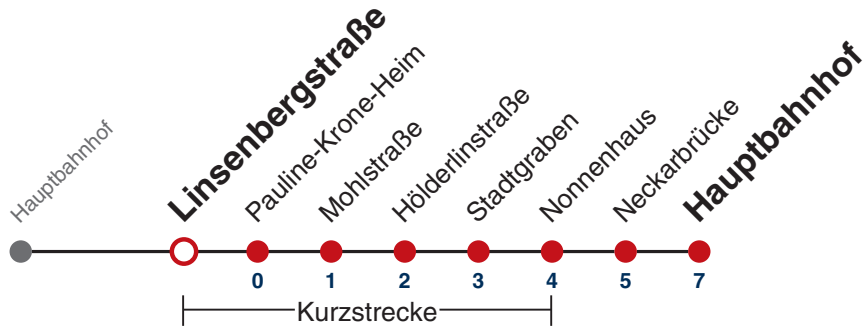 Hauptbahnhof
Linsenbergstraße
Pauline-Krone-Heim
Mohlstraße
Hölderlinstraße
Stadtgraben
Nonnenhaus
Neckarbrücke
Hauptbahnhof
0 1 2 3 4 5 7
Kurzstrecke